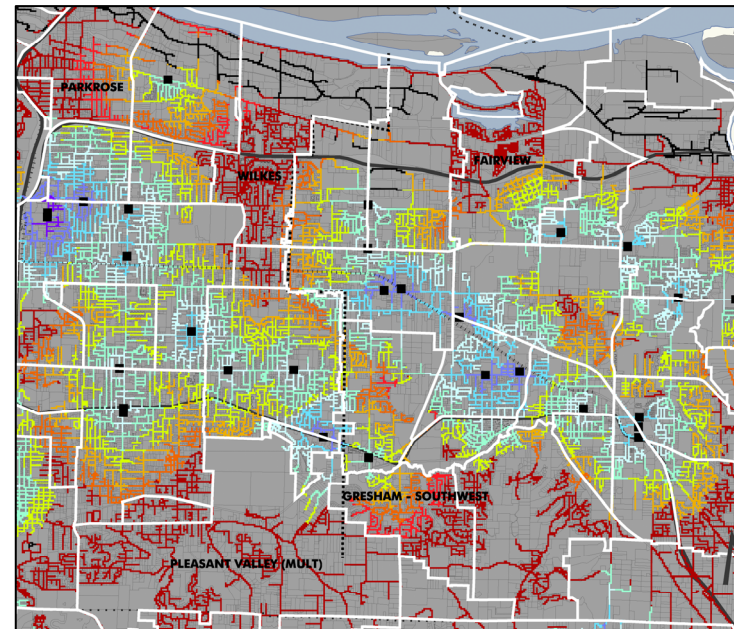 PARKROSE
FAIRVIEW
WILKES
GRESHAM - SOUTHWEST
PLEASANT VALLEY (MULT)